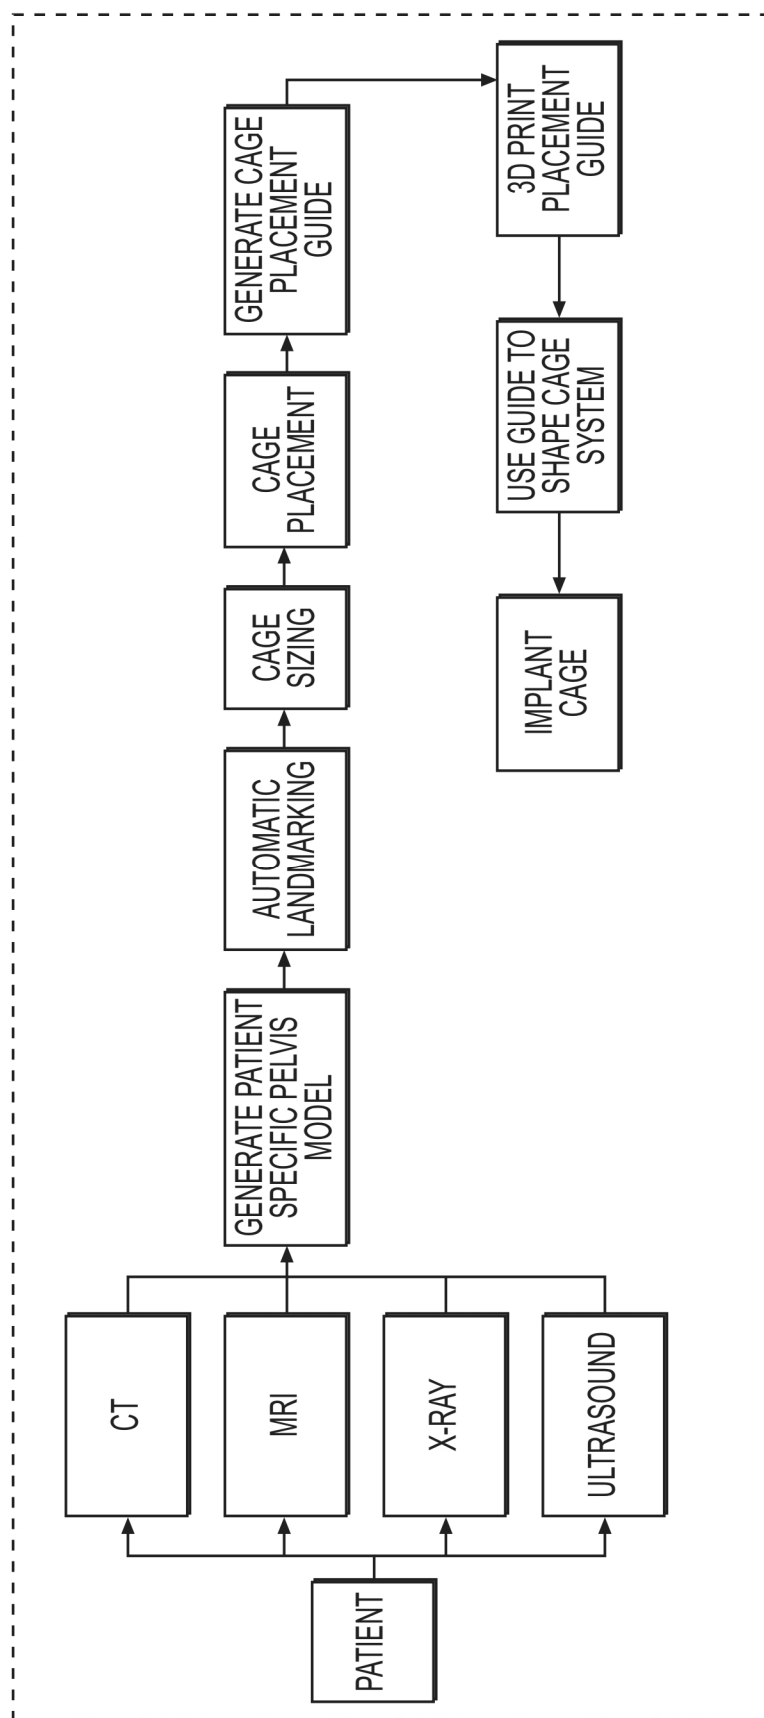 PATIENT
CT
MRI
X-RAY
ULTRASOUND
GENERATE PATIENT
SPECIFIC PELVIS
MODEL
AUTOMATIC
LANDMARKING
CAGE
SIZING
CAGE
PLACEMENT
GENERATE CAGE
PLACEMENT
GUIDE
3D PRINT
PLACEMENT
GUIDE
USE GUIDE TO
SHAPE CAGE
SYSTEM
IMPLANT
CAGE